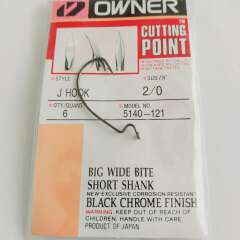 OWNER
CUTTING
POINT
STYLE
J HOOK
SIZE/N°
2/0
QTY/QUANT
6
MODEL NO.
5140-121
BIG WIDE BITE
SHORT SHANK
NEW-EXCLUSIVE CORROSION-RESISTANT
BLACK CHROME FINISH
WARNING: KEEP OUT OF REACH OF
CHILDREN. HANDLE WITH CARE.
PRODUCT OF JAPAN